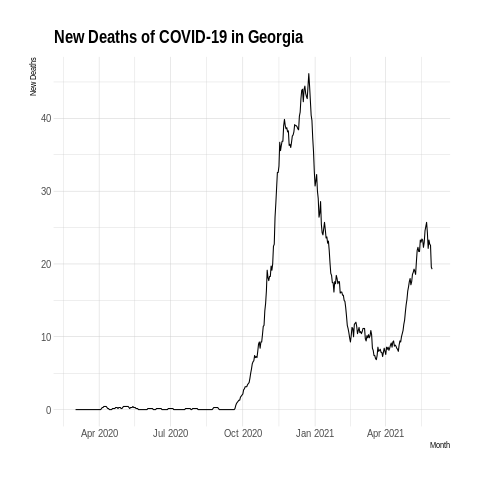 New Deaths of COVID-19 in Georgia
New Deaths
40
30
20
10
0
Apr 2020 Jul 2020 Oct 2020 Jan 2021 Apr 2021
Month